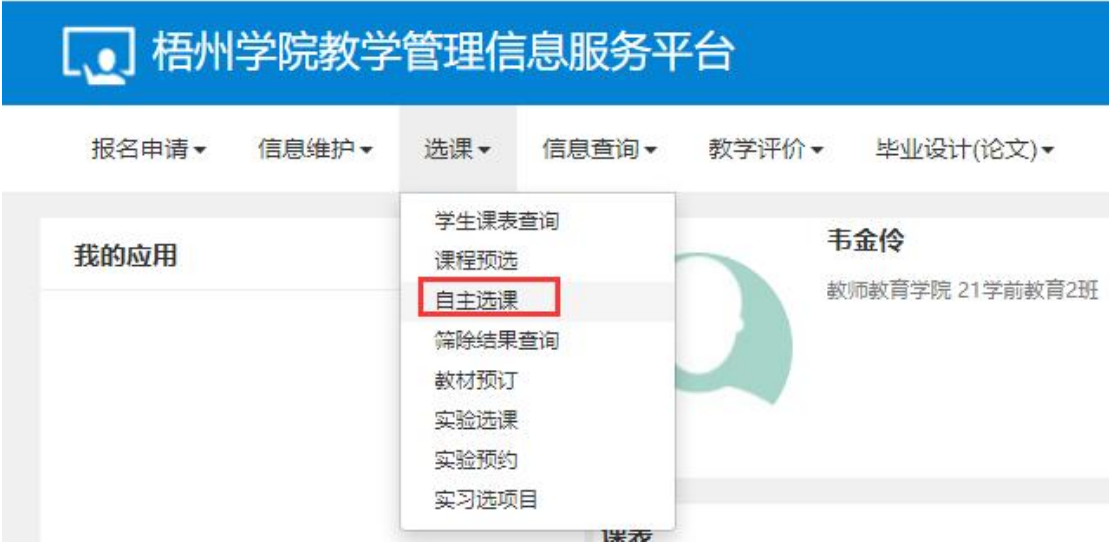 梧州学院教学管理信息服务平台
报名申请 信息维护 选课 信息查询 教学评价 毕业设计(论文)
我的应用
学生课表查询
课程预选
自主选课
筛除结果查询
教材预订
实验选课
实验预约
实习选项目
韦金伶
教师教育学院 21学前教育2班
课表